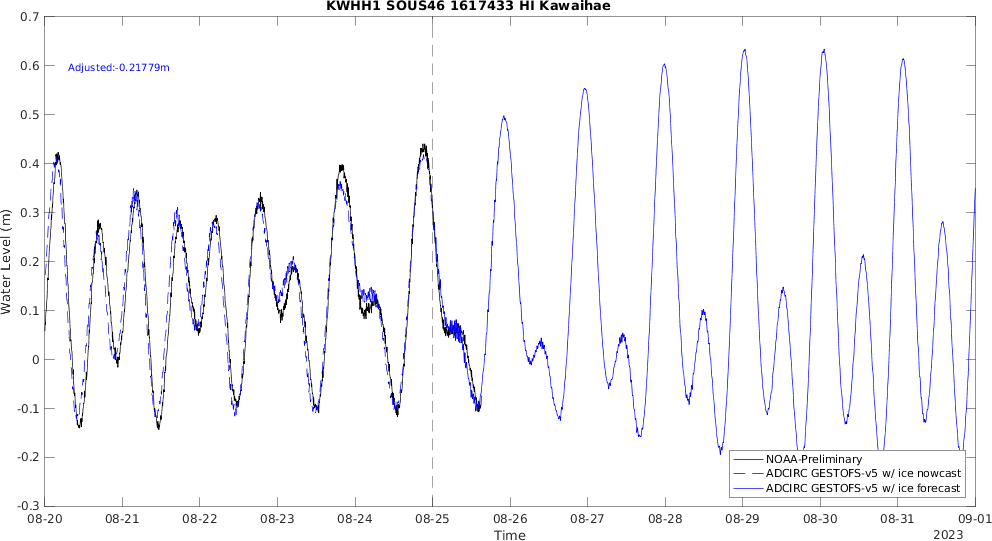 KWHH1 SOUS46 1617433 HI Kawaihae
0.7
0.6
0.5
0.4
0.3
0.2
0.1
0
-0.1
-0.2
-0.3
Water Level (m)
Adjusted:-0.21779m
NOAA-Preliminary
ADCIRC GESTOFS-v5 w/ ice nowcast
ADCIRC GESTOFS-v5 w/ ice forecast
08-20 08-21 08-22 08-23 08-24 08-25 08-26 08-27 08-28 08-29 08-30 08-31 09-01
Time
2023